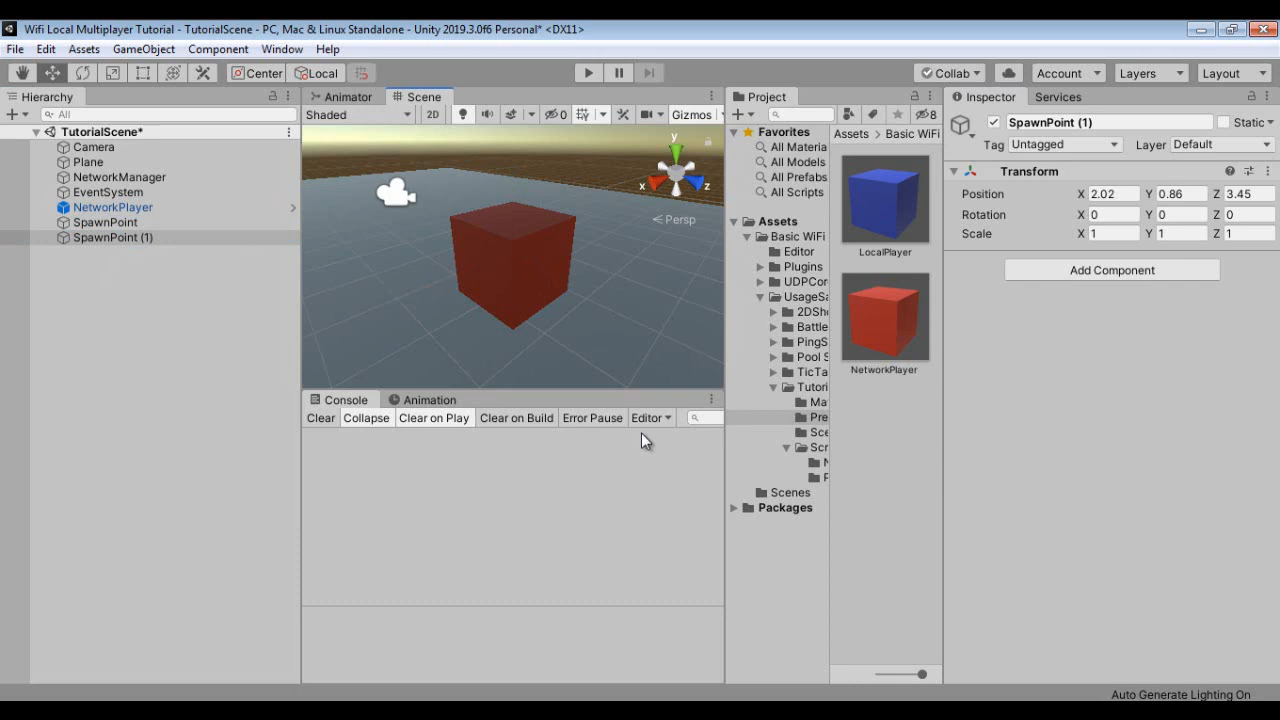 Wifi Local Multiplayer Tutorial - TutorialScene - PC, Mac & Linux Standalone - Unity 2019.3.0f6 Personal* <DX11>
File Edit Assets GameObject Component Window Help
Center Local Collab Account Layers Layout
Hierarchy
All
TutorialScene*
Camera
Plane
NetworkManager
EventSystem
NetworkPlayer
SpawnPoint
SpawnPoint (1)
Animator Scene
Shaded 2D 0 Gizmos
y
x
z
Persp
Console Animation
Clear Collapse Clear on Play Clear on Build Error Pause Editor
Project
8
Favorites
All Materia
All Models
All Prefabs
All Scripts
Assets
Basic WiFi
Editor
Plugins
UDPCor
UsageSa
2DSho
Battle
PingS
Pool S
TicTa
Tutori
Ma
Pre
Sce
Scr
Scenes
Packages
Assets > Basic WiFi
LocalPlayer
NetworkPlayer
Inspector Services
SpawnPoint (1) Static
Tag Untagged Layer Default
Transform
Position X 2.02 Y 0.86 Z 3.45
Rotation X 0 Y 0 Z 0
Scale X 1 Y 1 Z 1
Add Component
Auto Generate Lighting On